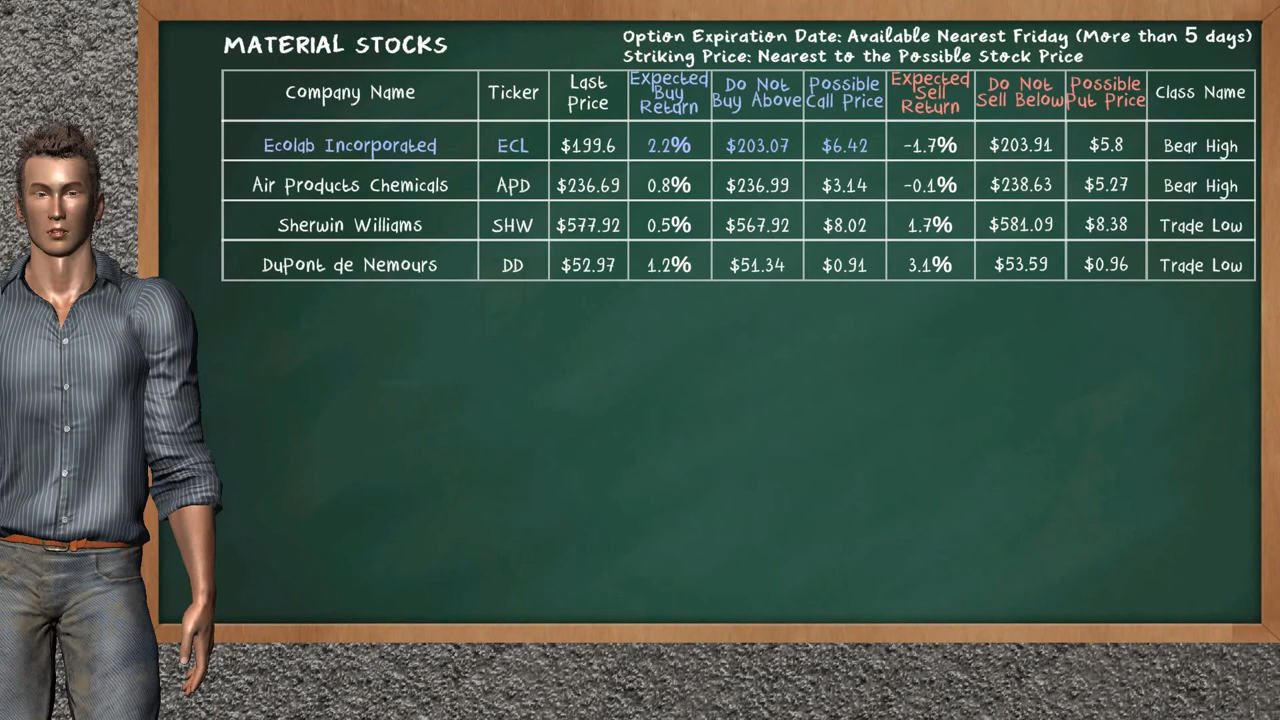 MATERIAL STOCKS
Option Expiration Date: Available Nearest Friday (More than 5 days)
Striking Price: Nearest to the Possible Stock Price
Company Name Ticker Last Price Expected Buy Return Do Not Buy Above Possible Call Price Expected Sell Return Do Not Sell Below Possible Put Price Class Name
Ecolab Incorporated ECL $199.6 2.2% $203.07 $6.42 -1.7% $203.91 $5.8 Bear High
Air Products Chemicals APD $236.69 0.8% $236.99 $3.14 -0.1% $238.63 $5.27 Bear High
Sherwin Williams SHW $577.92 0.5% $567.92 $8.02 1.7% $581.09 $8.38 Trade Low
DuPont de Nemours DD $52.97 1.2% $51.34 $0.91 3.1% $53.59 $0.96 Trade Low